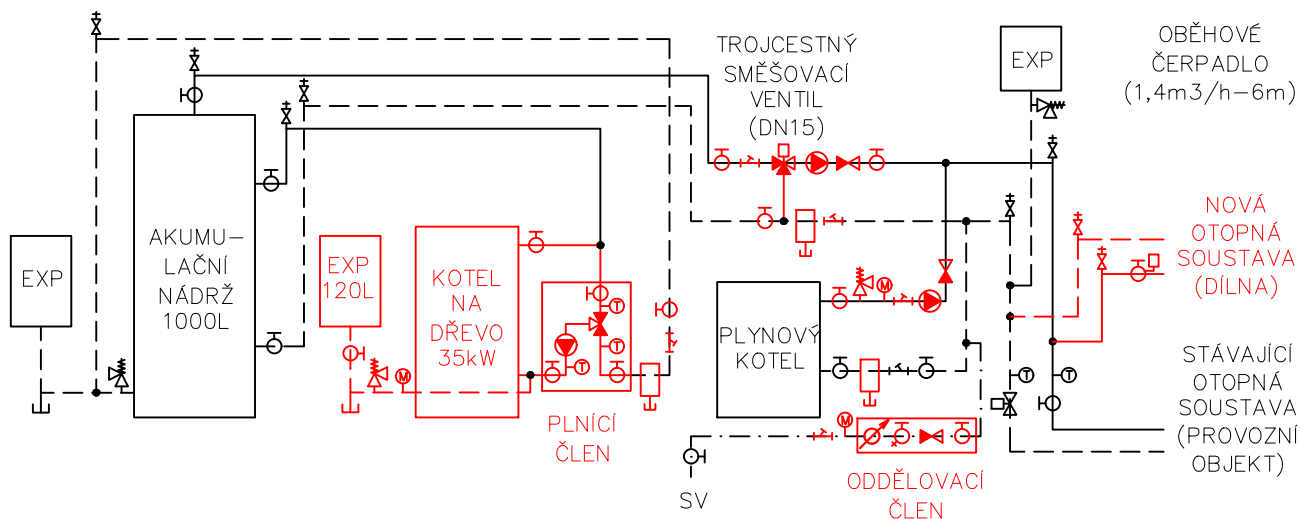 TROJCESTNÝ
SMĚŠOVACÍ
VENTIL
(DN15)
EXP
OBĚHOVÉ
ČERPADLO
(1,4m3/h-6m)
EXP
AKUMU-
LAČNÍ
NÁDRŽ
1000L
EXP
120L
KOTEL
NA
DŘEVO
35kW
NOVÁ
OTOPNÁ
SOUSTAVA
(DÍLNA)
T
T
T
M
M
PLYNOVÝ
KOTEL
T
T
STÁVAJÍCÍ
OTOPNÁ
SOUSTAVA
(PROVOZNÍ
OBJEKT)
PLNÍCÍ
ČLEN
M
SV
ODDĚLOVACÍ
ČLEN